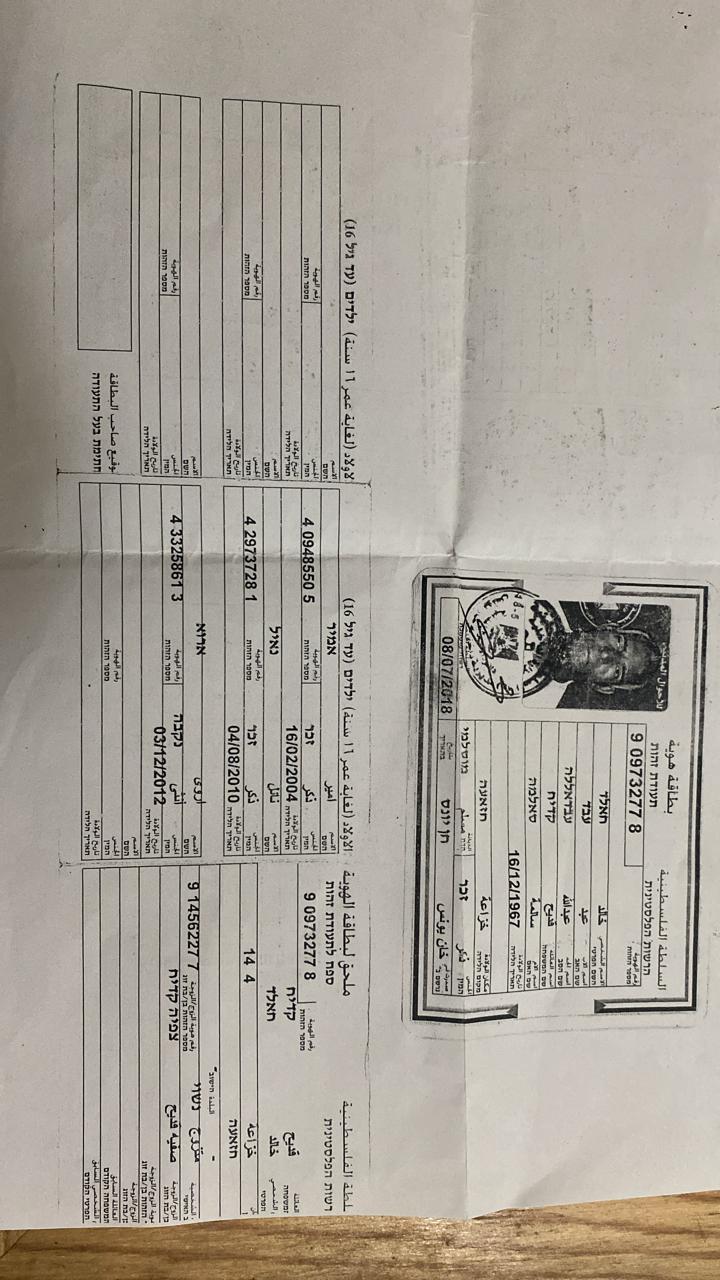 السلطة الفلسطينية
הרשות הפלסטינית
بطاقة هوية
תעודת זהות
للأحوال المدنية
رقم الهوية
מספר הזהות
9 0973277 8
الاسم الشخصي
השם הפרטי
خالد חאלד
اسم الاب
שם האב
عبد עבד
اسم الجد
שם הסב
عبدالله עבדאללה
اسم العائلة
שם המשפחה
قديح קדיח
اسم الام
שם האם
سالمة סאלמה
تاريخ الولادة
תאריך הלידה
16/12/1967
مكان الولادة
מקום הלידה
خزاعة חזאעה
الجنس
המין
ذكر זכר
الديانة
הדת
مسلم מוסלמי
صدرت في
נרשם ב־
خان يونس חן יונס
بتاريخ
בתאריך
08/07/2018
لطة الفلسطينية
רשות הפלסטינית
ملحق لبطاقة الهوية
ספח לתעודת זהות
رقم الهوية
מספר הזהות
9 0973277 8
العائلة
משפחה
قديح קדיח
الشخصي
הפרטי
خالد חאלד
خزاعة 14 4
חזאעה
البلدة הישוב
الشخصية
האישי
متزوج נשוי
رقم هوية الزوج/الزوجة
מספר הזהות בן/בת זוג
9 1456227 7
الزوج/الزوجة
בן/בת הזוג
صفيه قديح צפיה קדיח
وية الزوج/الزوجة
הזהות בן/בת זוג
الزوج/الزوجة
בן/בת הזוג
العائلة السابق
המשפחה הקודם
الشخصي السابق
הפרטי הקודם
الاولاد (لغاية عمر ١٦ سنة) ילדים (עד גיל 16)
الاسم
השם
امير אמיר
الجنس
המין
ذكر זכר
رقم الهوية
מספר הזהות
4 0948550 5
تاريخ الولادة
תאריך הלידה
16/02/2004
الاسم
השם
نائل נאיל
الجنس
המין
ذكر זכר
رقم الهوية
מספר הזהות
4 2973728 1
تاريخ الولادة
תאריך הלידה
04/08/2010
الاسم
השם
اروى ארוא
الجنس
המין
أنثى נקבה
رقم الهوية
מספר הזהות
4 3325861 3
تاريخ الولادة
תאריך הלידה
03/12/2012
الاسم
השם
الجنس
המין
رقم الهوية
מספר הזהות
تاريخ الولادة
תאריך הלידה
لاولاد (لغاية عمر ١٦ سنة) ילדים (עד גיל 16)
الاسم
השם
الجنس
המין
رقم الهوية
מספר הזהות
تاريخ الولادة
תאריך הלידה
الاسم
השם
الجنس
המין
رقم الهوية
מספר הזהות
تاريخ الولادة
תאריך הלידה
الاسم
השם
الجنس
המין
رقم الهوية
מספר הזהות
تاريخ الولادة
תאריך הלידה
توقيع صاحب البطاقة
חתימת בעל התעודה